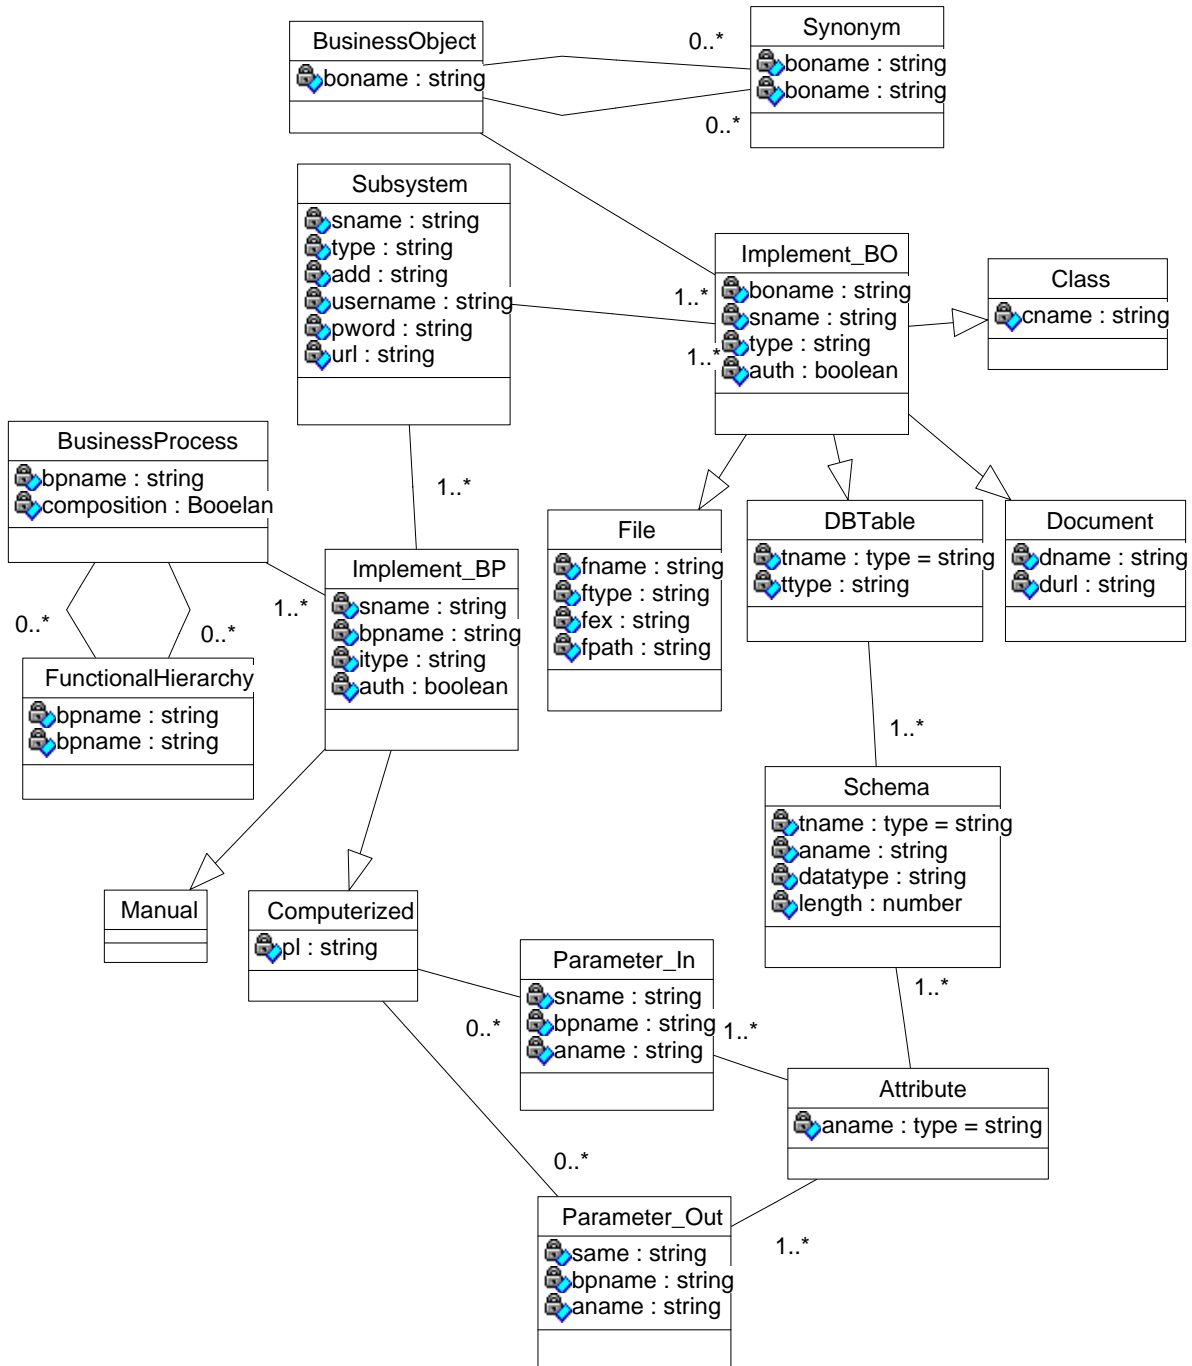 BusinessObject
boname : string
0..*
Synonym
boname : string
boname : string
0..*
Subsystem
sname : string
type : string
add : string
username : string
pword : string
url : string
Implement_BO
boname : string
sname : string
type : string
auth : boolean
1..*
1..*
Class
cname : string
BusinessProcess
bpname : string
composition : Booelan
1..*
Implement_BP
sname : string
bpname : string
itype : string
auth : boolean
1..*
0..*
0..*
FunctionalHierarchy
bpname : string
bpname : string
File
fname : string
ftype : string
fex : string
fpath : string
DBTable
tname : type = string
ttype : string
Document
dname : string
durl : string
1..*
Schema
tname : type = string
aname : string
datatype : string
length : number
1..*
Manual
Computerized
pl : string
Parameter_In
sname : string
bpname : string
aname : string
0..*
1..*
Attribute
aname : type = string
0..*
Parameter_Out
same : string
bpname : string
aname : string
1..*